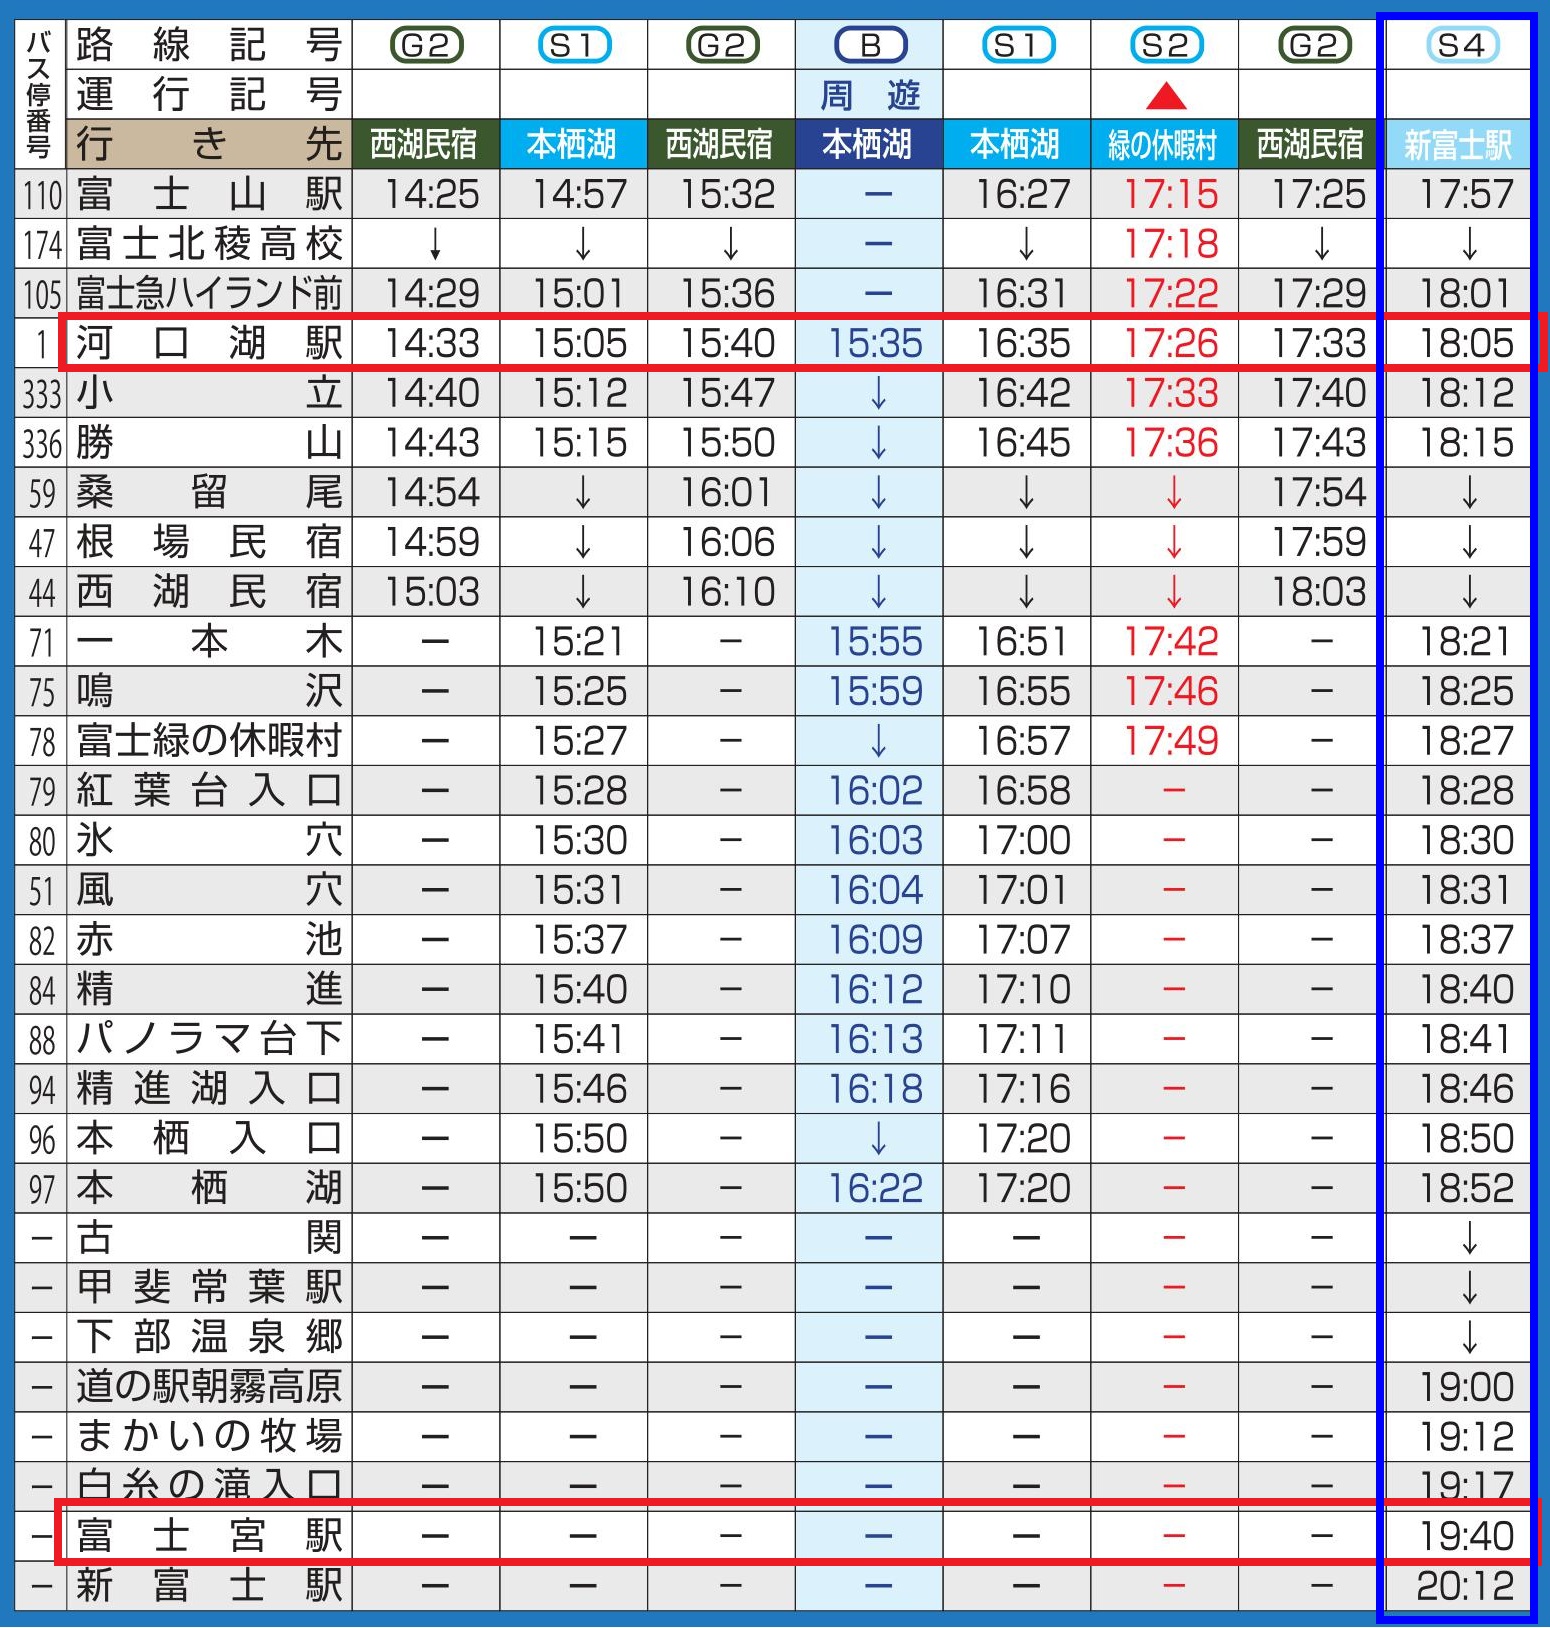 バス停番号 路線記号 G2 S1 G2 B S1 S2 G2 S4
運行記号 周遊 ▲
行き先 西湖民宿 本栖湖 西湖民宿 本栖湖 本栖湖 緑の休暇村 西湖民宿 新富士駅
110 富士山駅 14:25 14:57 15:32 − 16:27 17:15 17:25 17:57
174 富士北稜高校 ↓ ↓ ↓ − ↓ 17:18 ↓ ↓
105 富士急ハイランド前 14:29 15:01 15:36 − 16:31 17:22 17:29 18:01
1 河口湖駅 14:33 15:05 15:40 15:35 16:35 17:26 17:33 18:05
333 小立 14:40 15:12 15:47 ↓ 16:42 17:33 17:40 18:12
336 勝山 14:43 15:15 15:50 ↓ 16:45 17:36 17:43 18:15
59 桑留尾 14:54 ↓ 16:01 ↓ ↓ ↓ 17:54 ↓
47 根場民宿 14:59 ↓ 16:06 ↓ ↓ ↓ 17:59 ↓
44 西湖民宿 15:03 ↓ 16:10 ↓ ↓ ↓ 18:03 ↓
71 一本木 − 15:21 − 15:55 16:51 17:42 − 18:21
75 鳴沢 − 15:25 − 15:59 16:55 17:46 − 18:25
78 富士緑の休暇村 − 15:27 − ↓ 16:57 17:49 − 18:27
79 紅葉台入口 − 15:28 − 16:02 16:58 − − 18:28
80 氷穴 − 15:30 − 16:03 17:00 − − 18:30
51 風穴 − 15:31 − 16:04 17:01 − − 18:31
82 赤池 − 15:37 − 16:09 17:07 − − 18:37
84 精進 − 15:40 − 16:12 17:10 − − 18:40
88 パノラマ台下 − 15:41 − 16:13 17:11 − − 18:41
94 精進湖入口 − 15:46 − 16:18 17:16 − − 18:46
96 本栖入口 − 15:50 − ↓ 17:20 − − 18:50
97 本栖湖 − 15:50 − 16:22 17:20 − − 18:52
− 古関 − − − − − − − ↓
− 甲斐常葉駅 − − − − − − − ↓
− 下部温泉郷 − − − − − − − ↓
− 道の駅朝霧高原 − − − − − − − 19:00
− まかいの牧場 − − − − − − − 19:12
− 白糸の滝入口 − − − − − − − 19:17
− 富士宮駅 − − − − − − − 19:40
− 新富士駅 − − − − − − − 20:12